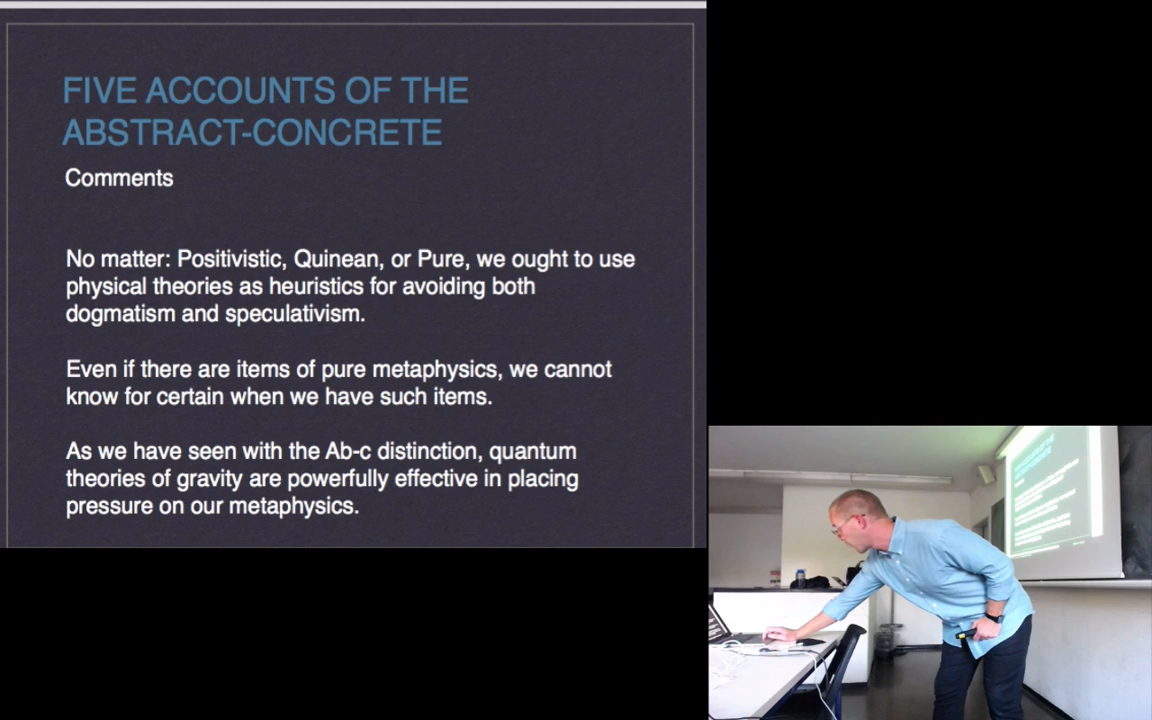 FIVE ACCOUNTS OF THE
ABSTRACT-CONCRETE
Comments
No matter: Positivistic, Quinean, or Pure, we ought to use
physical theories as heuristics for avoiding both
dogmatism and speculativism.
Even if there are items of pure metaphysics, we cannot
know for certain when we have such items.
As we have seen with the Ab-c distinction, quantum
theories of gravity are powerfully effective in placing
pressure on our metaphysics.